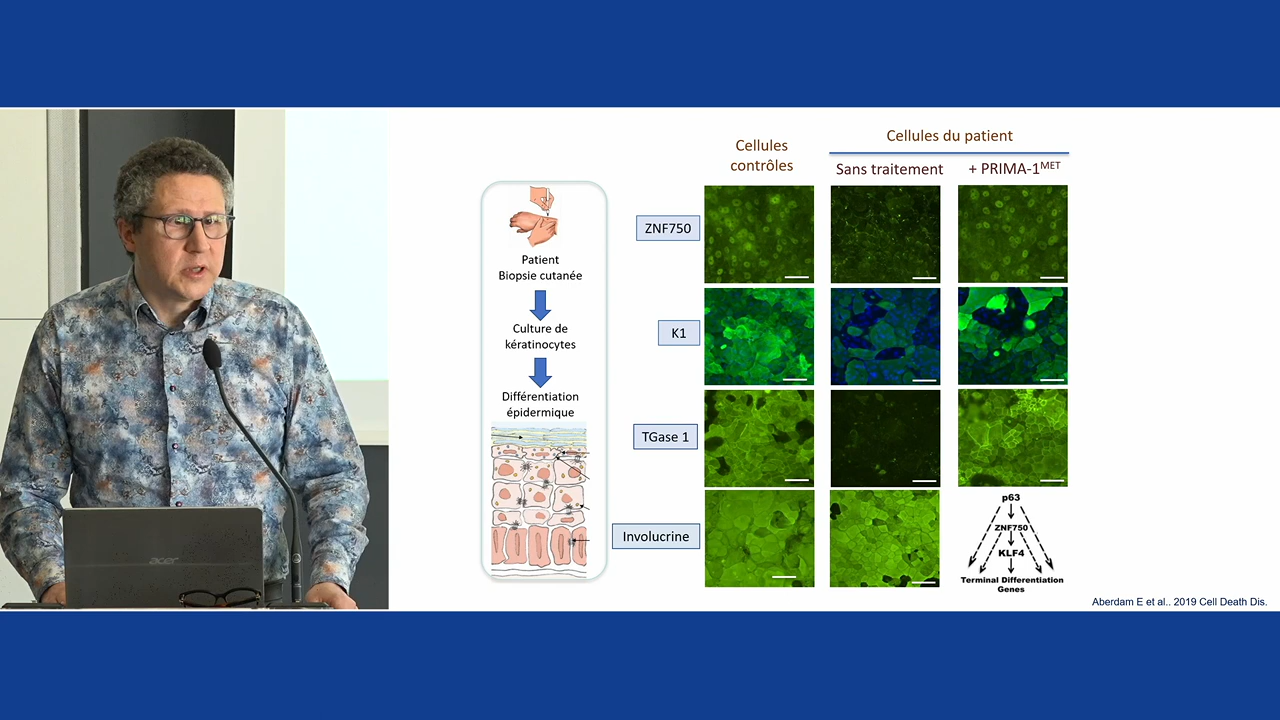 acer
Patient
Biopsie cutanée
Culture de
kératinocytes
Différentiation
épidermique
Cellules
contrôles
Cellules du patient
Sans traitement
+ PRIMA-1MET
ZNF750
K1
TGase 1
Involucrine
p63
ZNF750
KLF4
Terminal Differentiation
Genes
Aberdam E et al.. 2019 Cell Death Dis.